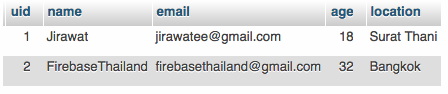 uid name email age location
1 Jirawat jirawatee@gmail.com 18 Surat Thani
2 FirebaseThailand firebasethailand@gmail.com 32 Bangkok